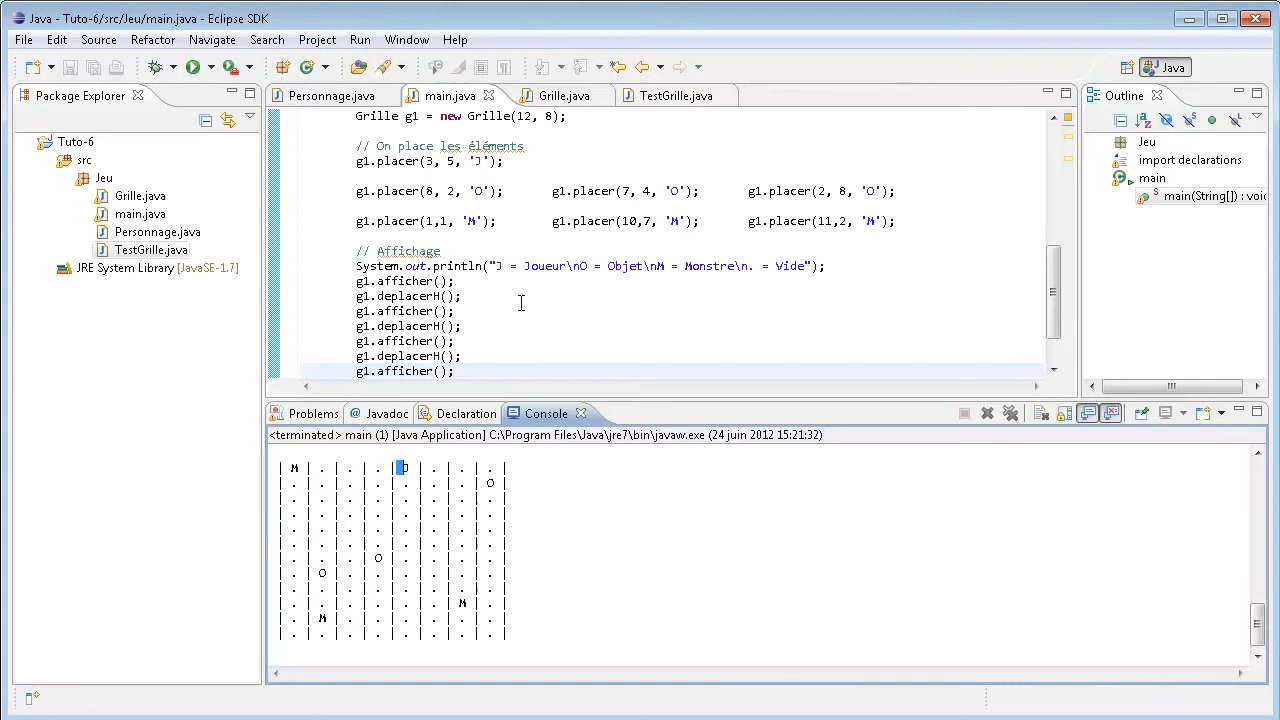 Java - Tuto-6/src/Jeu/main.java - Eclipse SDK
File Edit Source Refactor Navigate Search Project Run Window Help
Java
Package Explorer
Personnage.java main.java Grille.java TestGrille.java
Outline
Tuto-6
src
Jeu
Grille.java
main.java
Personnage.java
TestGrille.java
JRE System Library [JavaSE-1.7]
Grille g1 = new Grille(12, 8);
// On place les éléments
g1.placer(3, 5, 'J');
g1.placer(8, 2, 'O'); g1.placer(7, 4, 'O'); g1.placer(2, 8, 'O');
g1.placer(1,1, 'M'); g1.placer(10,7, 'M'); g1.placer(11,2, 'M');
// Affichage
System.out.println("J = Joueur\nO = Objet\nM = Monstre\n. = Vide");
g1.afficher();
g1.deplacerH();
g1.afficher();
g1.deplacerH();
g1.afficher();
g1.deplacerH();
g1.afficher();
Jeu
import declarations
main
main(String[]) : voi
Problems Javadoc Declaration Console
<terminated> main (1) [Java Application] C:\Program Files\Java\jre7\bin\javaw.exe (24 juin 2012 15:21:32)
| M | . | . | . | J | . | . | . |
| . | . | . | . | . | . | . | O |
| . | . | . | . | . | . | . | . |
| . | . | . | . | . | . | . | . |
| . | . | . | . | . | . | . | . |
| . | . | . | . | . | . | . | . |
| . | . | . | O | . | . | . | . |
| . | O | . | . | . | . | . | . |
| . | . | . | . | . | . | . | . |
| . | . | . | . | . | . | M | . |
| . | M | . | . | . | . | . | . |
| . | . | . | . | . | . | . | . |